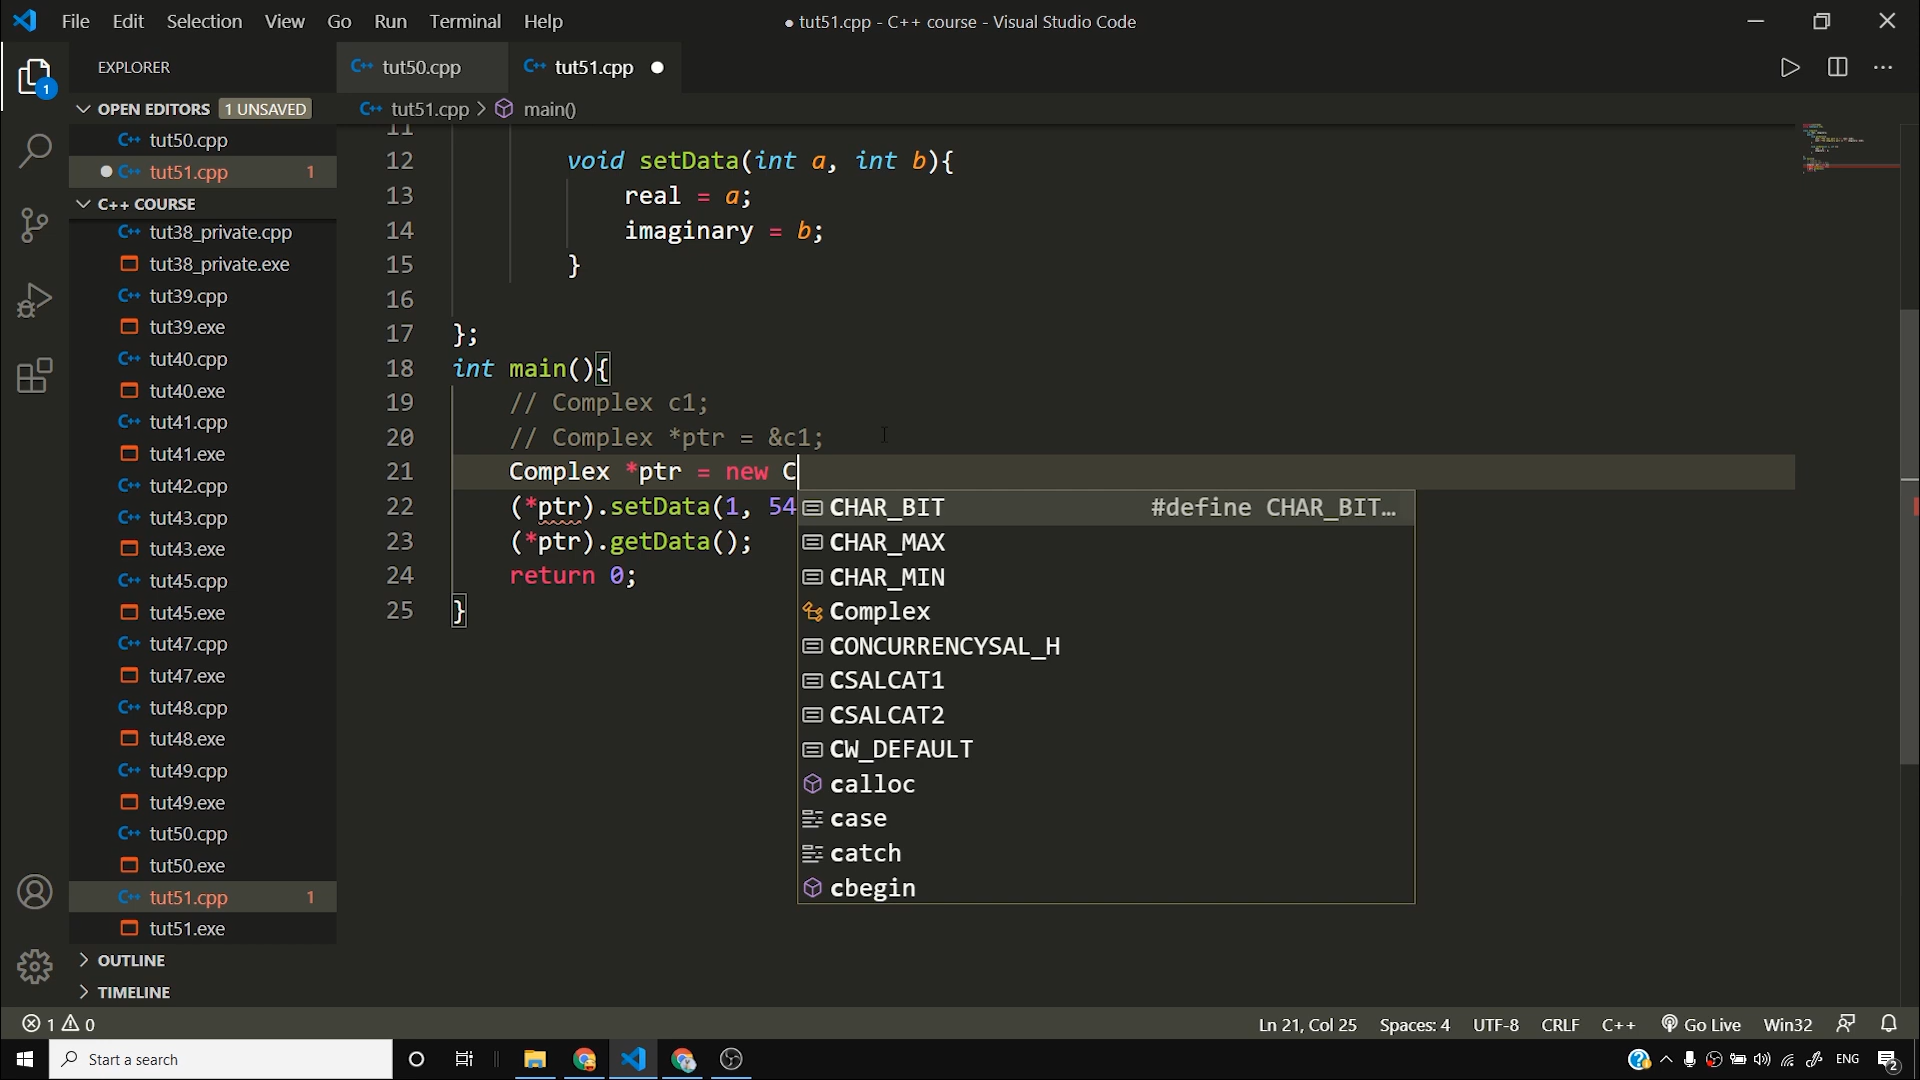 File Edit Selection View Go Run Terminal Help ● tut51.cpp - C++ course - Visual Studio Code
EXPLORER
OPEN EDITORS 1 UNSAVED
tut50.cpp
tut51.cpp 1
C++ COURSE
tut38_private.cpp
tut38_private.exe
tut39.cpp
tut39.exe
tut40.cpp
tut40.exe
tut41.cpp
tut41.exe
tut42.cpp
tut43.cpp
tut43.exe
tut45.cpp
tut45.exe
tut47.cpp
tut47.exe
tut48.cpp
tut48.exe
tut49.cpp
tut49.exe
tut50.cpp
tut50.exe
tut51.cpp 1
tut51.exe
OUTLINE
TIMELINE
1
tut50.cpp tut51.cpp
tut51.cpp > main()
11
12 void setData(int a, int b){
13 real = a;
14 imaginary = b;
15 }
16
17 };
18 int main(){
19 // Complex c1;
20 // Complex *ptr = &c1;
21 Complex *ptr = new C
22 (*ptr).setData(1, 54
23 (*ptr).getData();
24 return 0;
25 }
CHAR_BIT #define CHAR_BIT…
CHAR_MAX
CHAR_MIN
Complex
CONCURRENCYSAL_H
CSALCAT1
CSALCAT2
CW_DEFAULT
calloc
case
catch
cbegin
1 0 Ln 21, Col 25 Spaces: 4 UTF-8 CRLF C++ Go Live Win32
Start a search ENG 2